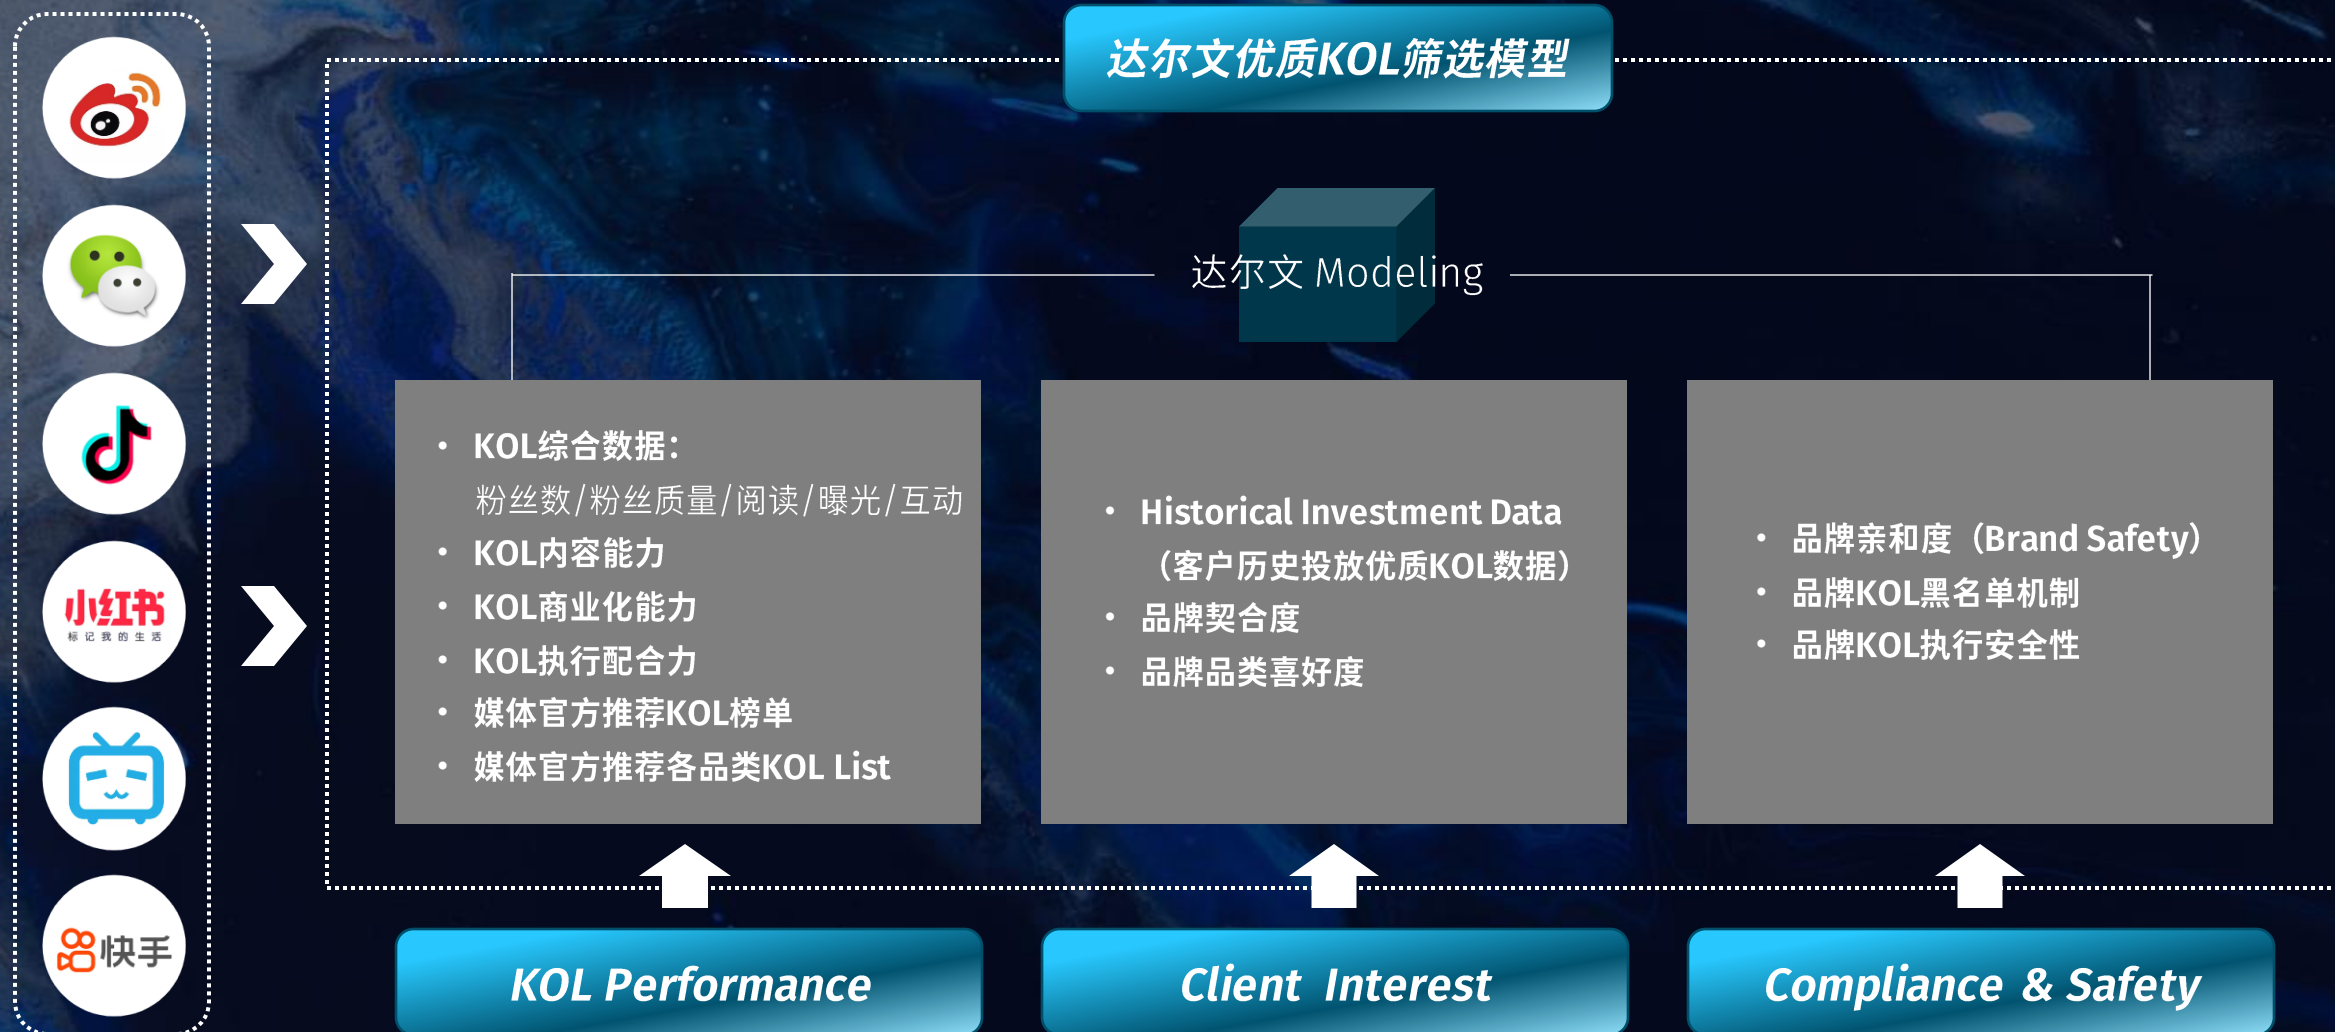 达尔文优质KOL筛选模型
达尔文 Modeling
小红书
标记我的生活
快手
• KOL综合数据：
粉丝数/粉丝质量/阅读/曝光/互动
• KOL内容能力
• KOL商业化能力
• KOL执行配合力
• 媒体官方推荐KOL榜单
• 媒体官方推荐各品类KOL List
• Historical Investment Data
（客户历史投放优质KOL数据）
• 品牌契合度
• 品牌品类喜好度
• 品牌亲和度（Brand Safety）
• 品牌KOL黑名单机制
• 品牌KOL执行安全性
KOL Performance
Client Interest
Compliance & Safety